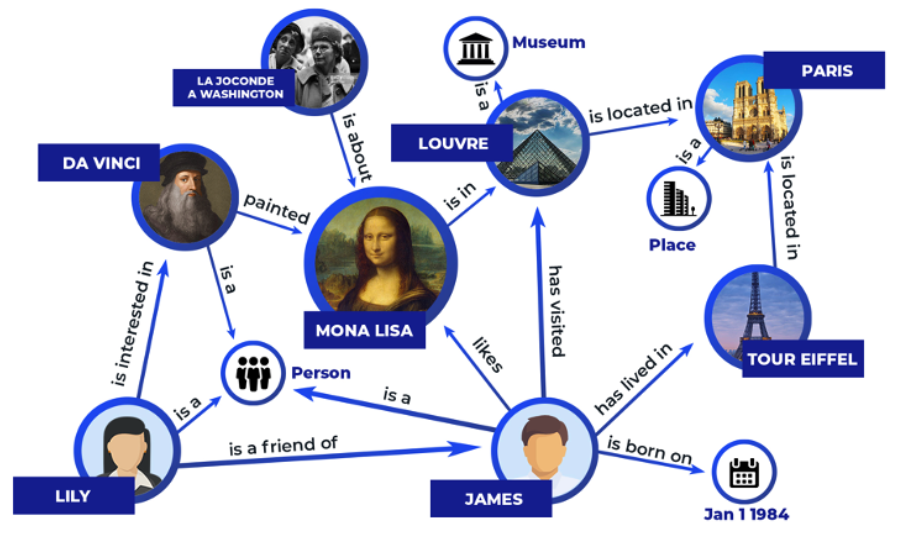 Museum
LA JOCONDE
A WASHINGTON
PARIS
is a
is about
is located in
LOUVRE
DA VINCI
is a
is in
painted
is located in
Place
is a
is interested in
has visited
MONA LISA
likes
TOUR EIFFEL
Person
has lived in
is a
is a
is a friend of
is born on
LILY
JAMES
Jan 1 1984